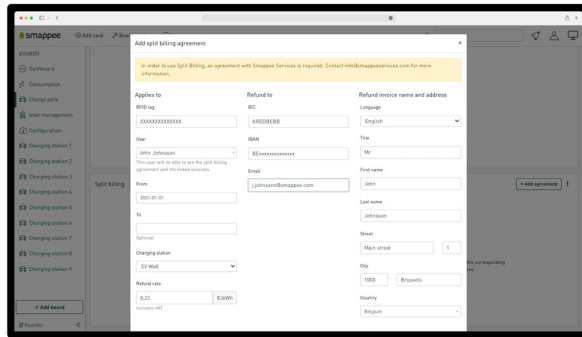 smappee
Add card
Add split billing agreement
BOARDS
Dashboard
Consumption
Charge park
User management
Configuration
Charging station 1
Charging station 2
Charging station 3
Charging station 4
Charging station 5
Charging station 6
Charging station 7
Charging station 8
Charging station 9
+ Add board
Reorder
In order to use Split Billing, an agreement with Smappee Services is required. Contact info@smappeeservices.com for more
information.
Applies to
RFID tag
XXXXXXXXXXXXXX
User
John Johnsson
This user will be able to see the split billing
agreement and the linked sessions.
From
2021-01-01
To
Optional
Charging station
EV Wall
Refund rate
0,22 €/kWh
Includes VAT
Refund to
BIC
KREDBEBB
IBAN
BExxxxxxxxxxxxx
Email
j.johnsonn@smappee.com
Refund invoice name and address
Language
English
Title
Mr
First name
John
Last name
Johnsson
Street
Main street 1
City
1000 Brussels
Country
Belgium
Split billing
+ Add agreement
corresponding